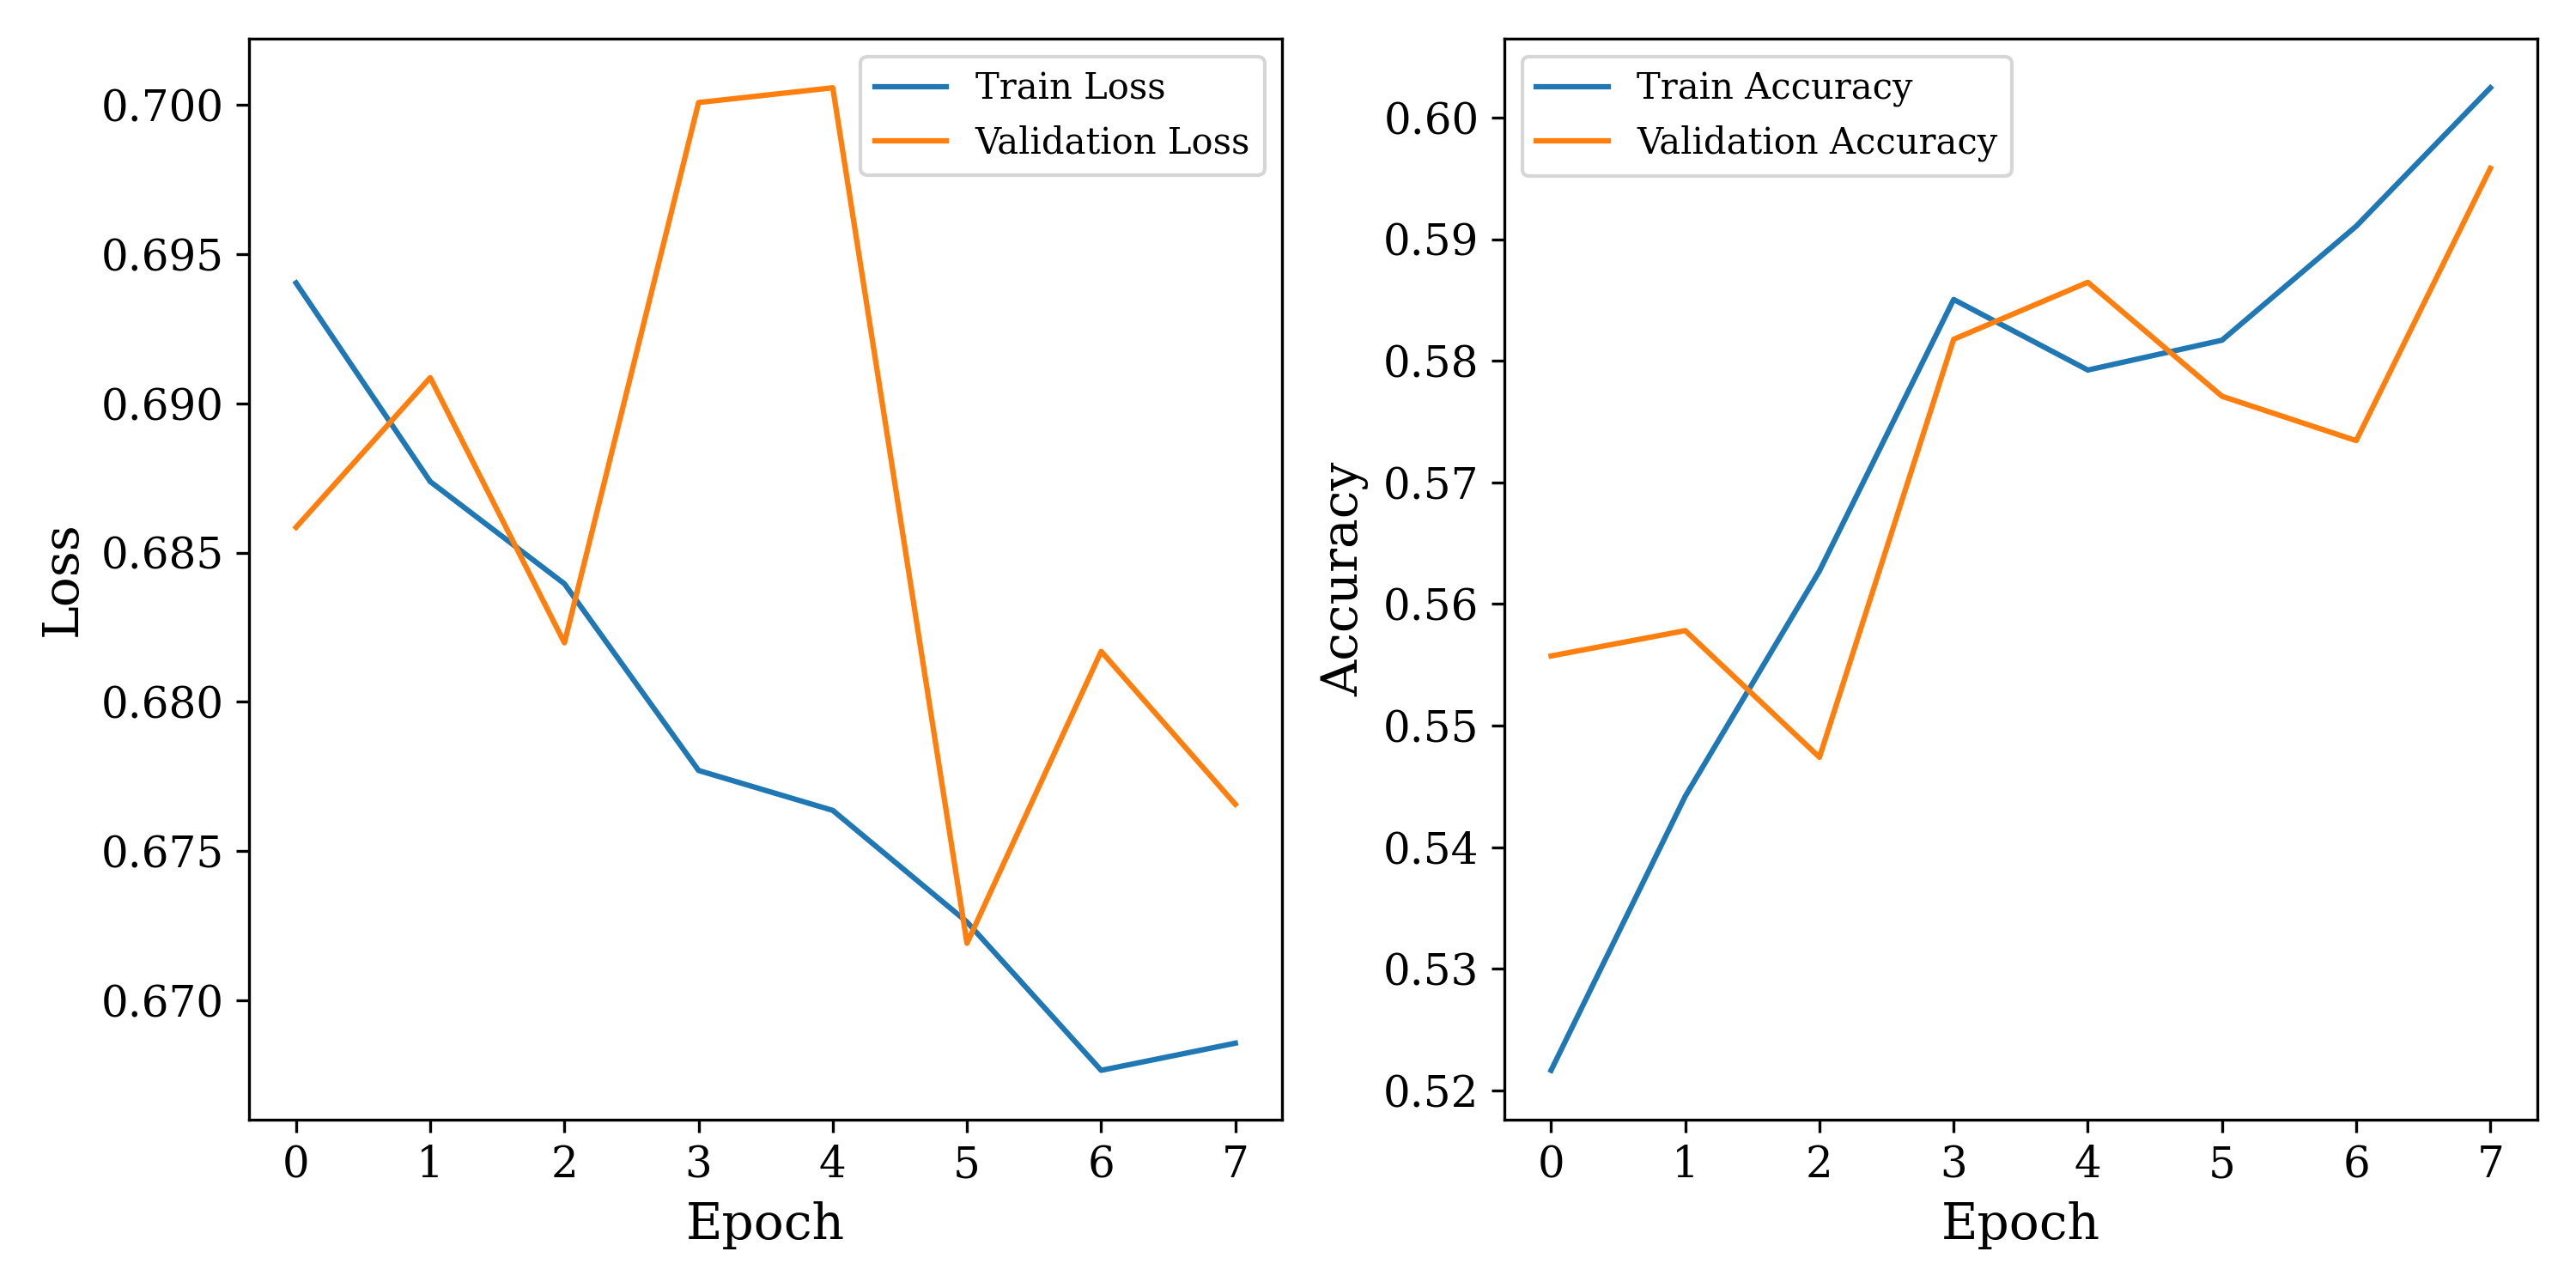 Train Loss
Validation Loss
0.700
0.695
0.690
0.685
0.680
0.675
0.670
Loss
0 1 2 3 4 5 6 7
Epoch
Train Accuracy
Validation Accuracy
0.60
0.59
0.58
0.57
0.56
0.55
0.54
0.53
0.52
Accuracy
0 1 2 3 4 5 6 7
Epoch